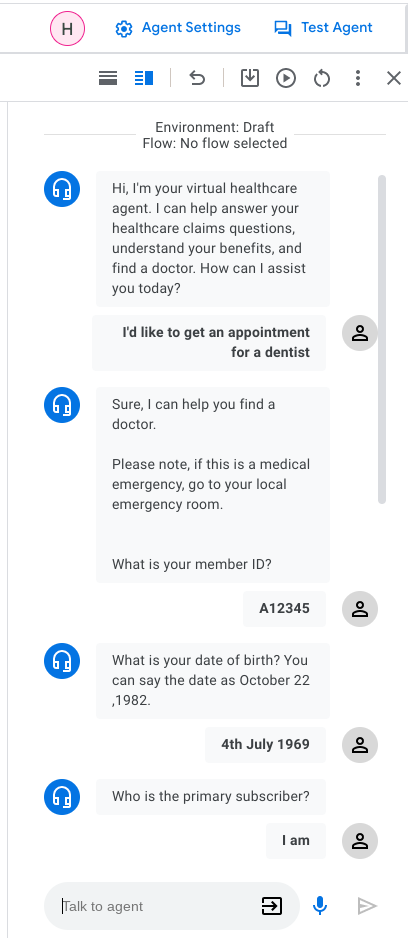 H
Agent Settings
Test Agent
Environment: Draft
Flow: No flow selected
Hi, I'm your virtual healthcare
agent. I can help answer your
healthcare claims questions,
understand your benefits, and
find a doctor. How can I assist
you today?
I'd like to get an appointment
for a dentist
Sure, I can help you find a
doctor.
Please note, if this is a medical
emergency, go to your local
emergency room.
What is your member ID?
A12345
What is your date of birth? You
can say the date as October 22
,1982.
4th July 1969
Who is the primary subscriber?
I am
Talk to agent